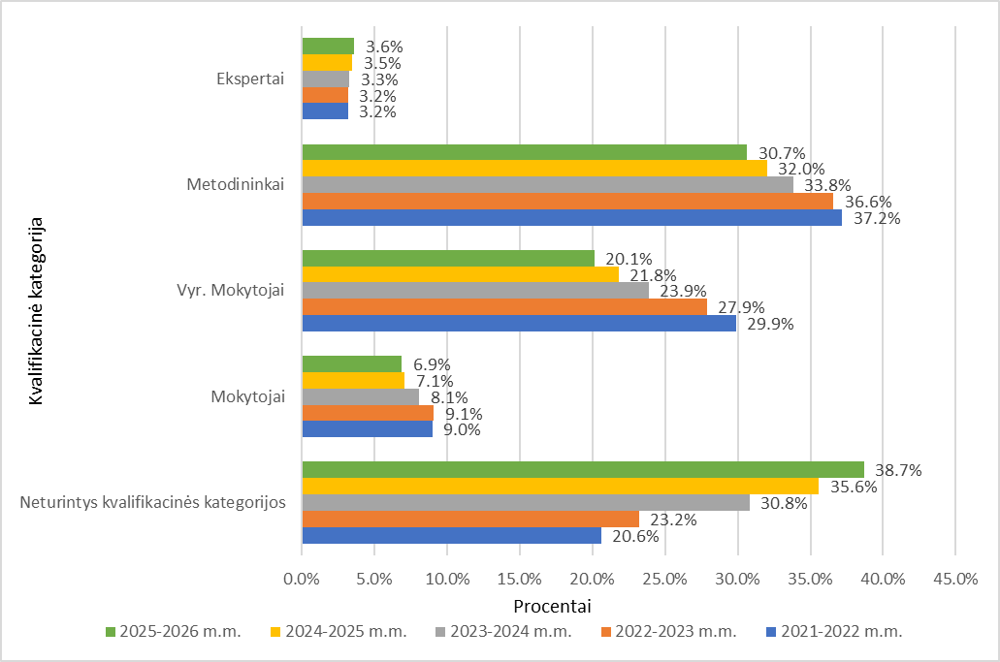 Kvalifikacinė kategorija
Ekspertai
3.6%
3.5%
3.3%
3.2%
3.2%
Metodininkai
30.7%
32.0%
33.8%
36.6%
37.2%
Vyr. Mokytojai
20.1%
21.8%
23.9%
27.9%
29.9%
Mokytojai
6.9%
7.1%
8.1%
9.1%
9.0%
Neturintys kvalifikacinės kategorijos
38.7%
35.6%
30.8%
23.2%
20.6%
0.0% 5.0% 10.0% 15.0% 20.0% 25.0% 30.0% 35.0% 40.0% 45.0%
Procentai
2025-2026 m.m. 2024-2025 m.m. 2023-2024 m.m. 2022-2023 m.m. 2021-2022 m.m.